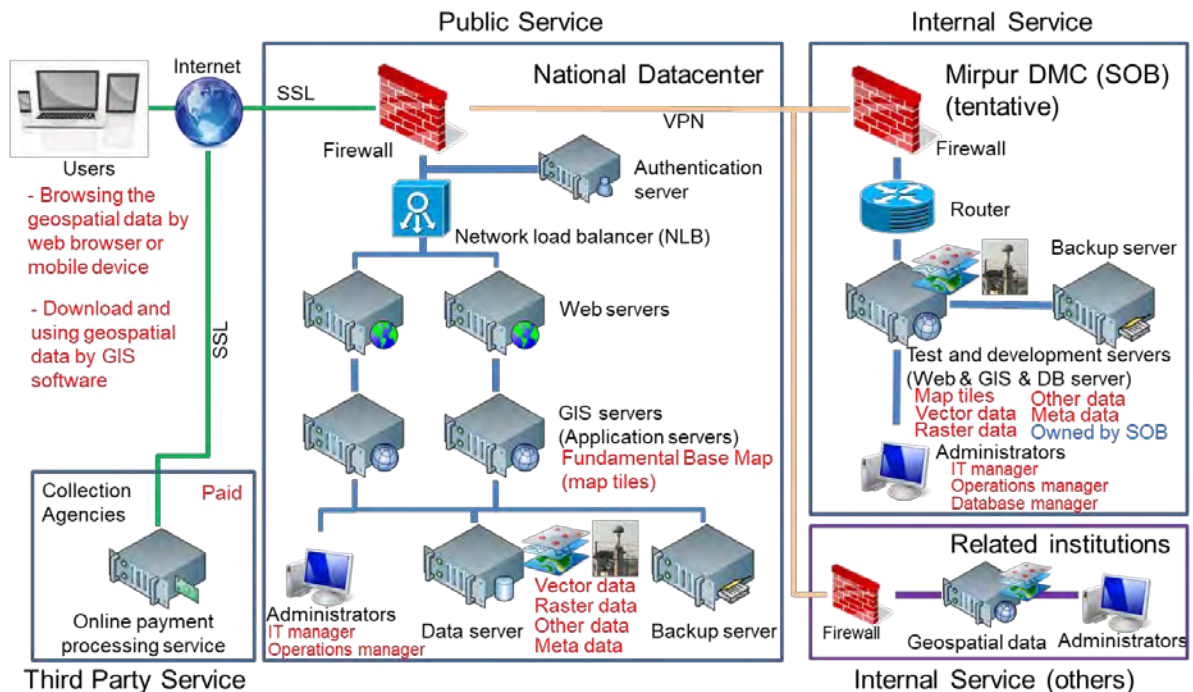 Public Service
Internal Service
Internet
SSL
National Datacenter
Mirpur DMC (SOB)
(tentative)
VPN
Firewall
Firewall
Users
- Browsing the
geospatial data by
web browser or
mobile device
- Download and
using geospatial
data by GIS
software
SSL
Authentication
server
Network load balancer (NLB)
Router
Backup server
Web servers
Test and development servers
(Web & GIS & DB server)
Map tiles
Other data
Vector data
Meta data
Raster data
Owned by SOB
GIS servers
(Application servers)
Fundamental Base Map
(map tiles)
Administrators
IT manager
Operations manager
Database manager
Collection
Agencies
Paid
Online payment
processing service
Administrators
IT manager
Operations manager
Data server
Vector data
Raster data
Other data
Meta data
Backup server
Related institutions
Firewall
Geospatial data
Administrators
Third Party Service
Internal Service (others)